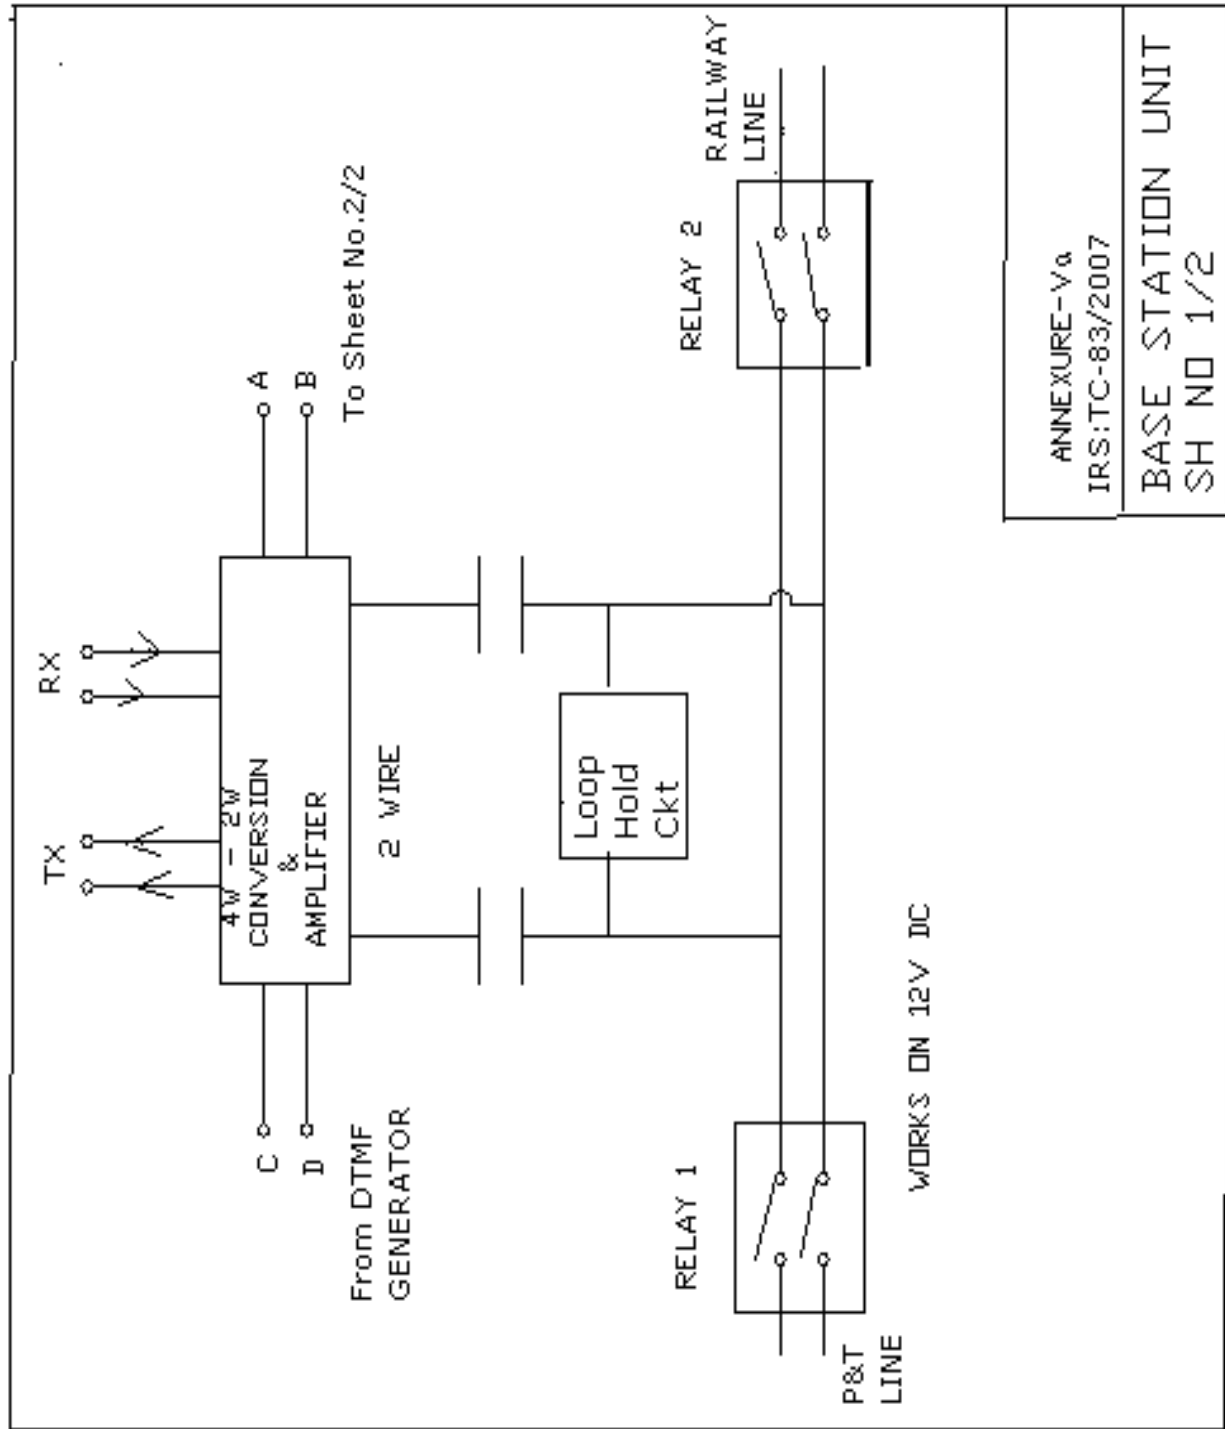 TX
RX
4W - 2W
CONVERSION
&
AMPLIFIER
C
D
A
B
From DTMF
GENERATOR
To Sheet No.2/2
2 WIRE
Loop
Hold
Ckt
RELAY 1
RELAY 2
RAILWAY
LINE
P&T
LINE
WORKS ON 12V DC
ANNEXURE-Va
IRS:TC-83/2007
BASE STATION UNIT
SH NO 1/2